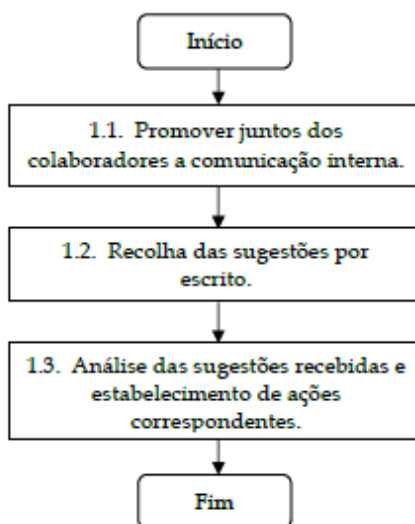 Início
1.1. Promover juntos dos
colaboradores a comunicação interna.
1.2. Recolha das sugestões por
escrito.
1.3. Análise das sugestões recebidas e
estabelecimento de ações
correspondentes.
Fim